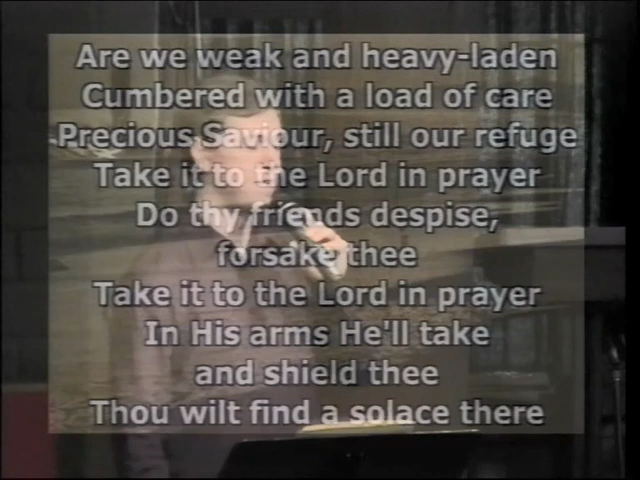 Are we weak and heavy-laden
Cumbered with a load of care
Precious Saviour, still our refuge
Take it to the Lord in prayer
Do thy friends despise,
forsake thee
Take it to the Lord in prayer
In His arms He'll take
and shield thee
Thou wilt find a solace there